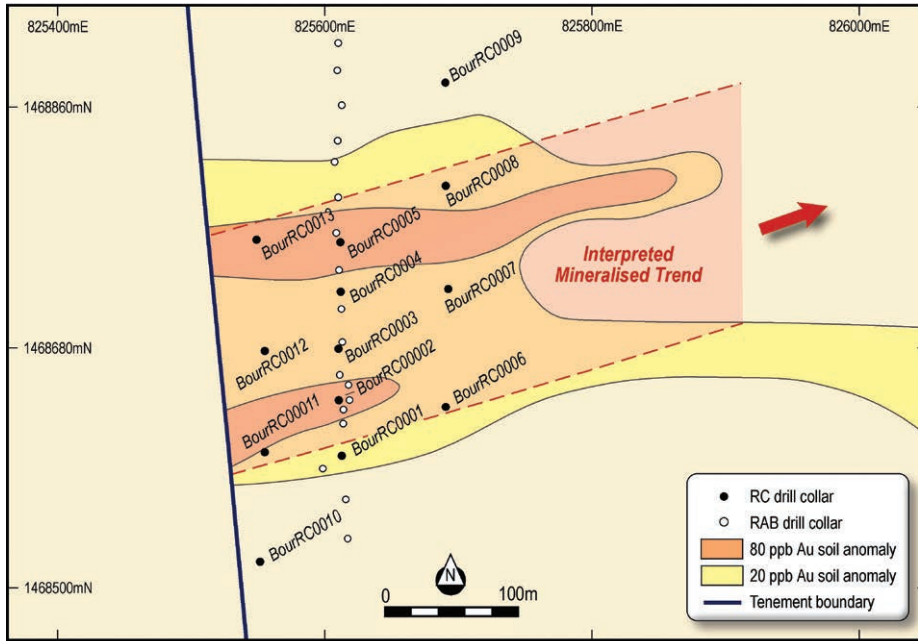 825400mE
825600mE
825800mE
826000mE
BourRC0009
1468860mN
BourRC0008
BourRC0013
BourRC0005
BourRC0004
Interpreted
Mineralised Trend
BourRC0007
BourRC0003
1468680mN
BourRC0012
BourRC00002
BourRC0006
BourRC00011
BourRC0001
BourRC0010
1468500mN
N
0
100m
RC drill collar
RAB drill collar
80 ppb Au soil anomaly
20 ppb Au soil anomaly
Tenement boundary